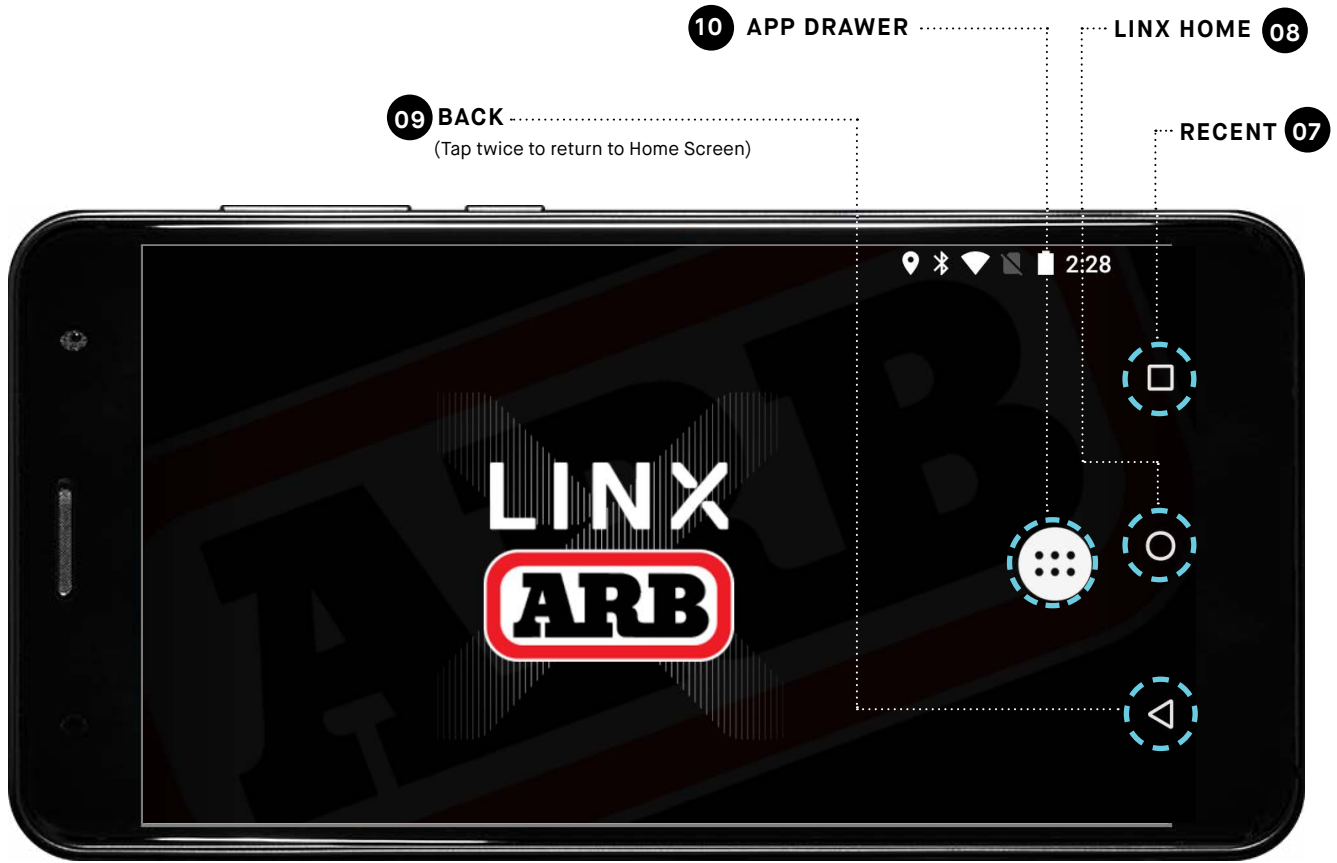 10 APP DRAWER
LINX HOME 08
09 BACK
(Tap twice to return to Home Screen)
RECENT 07
2:28
LINX
ARB
ARB